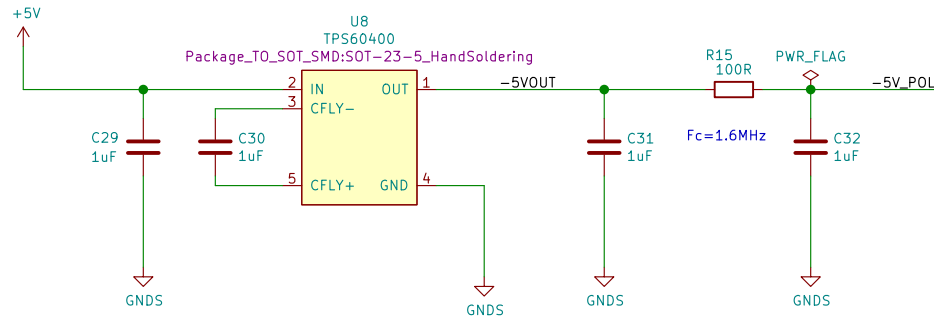 +5V
U8
TPS60400
Package_TO_SOT_SMD:SOT-23-5_HandSoldering
2 IN OUT 1
3 CFLY-
5 CFLY+ GND 4
C29
1uF
C30
1uF
-5VOUT
C31
1uF
R15
100R
Fc=1.6MHz
PWR_FLAG
-5V_POL
C32
1uF
GNDS
GNDS
GNDS
GNDS